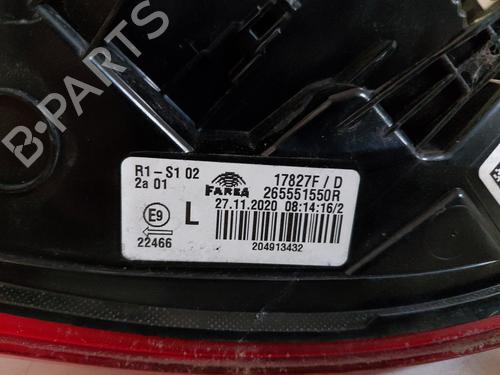 B-PARTS
R1-S1 02
2a 01
FARBA
17827F / D
265551550R
27.11.2020 08:14:16/2
E9
L
22466
204913432